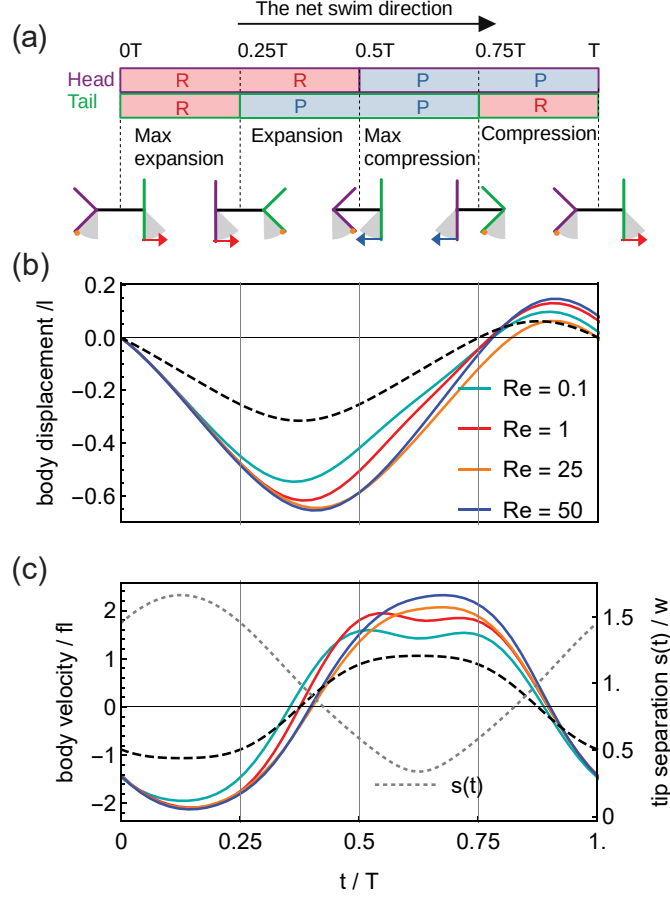 The net swim direction
(a)
0T 0.25T 0.5T 0.75T T
Head R R P P
Tail R P P R
Max expansion Expansion Max compression Compression
(b)
0.2
0.0
-0.2
-0.4
-0.6
body displacement /l
Re = 0.1
Re = 1
Re = 25
Re = 50
(c)
2
1
0
-1
-2
body velocity / fl
s(t)
1.5
1.
0.5
0
tip separation s(t) / w
0 0.25 0.5 0.75 1.
t / T